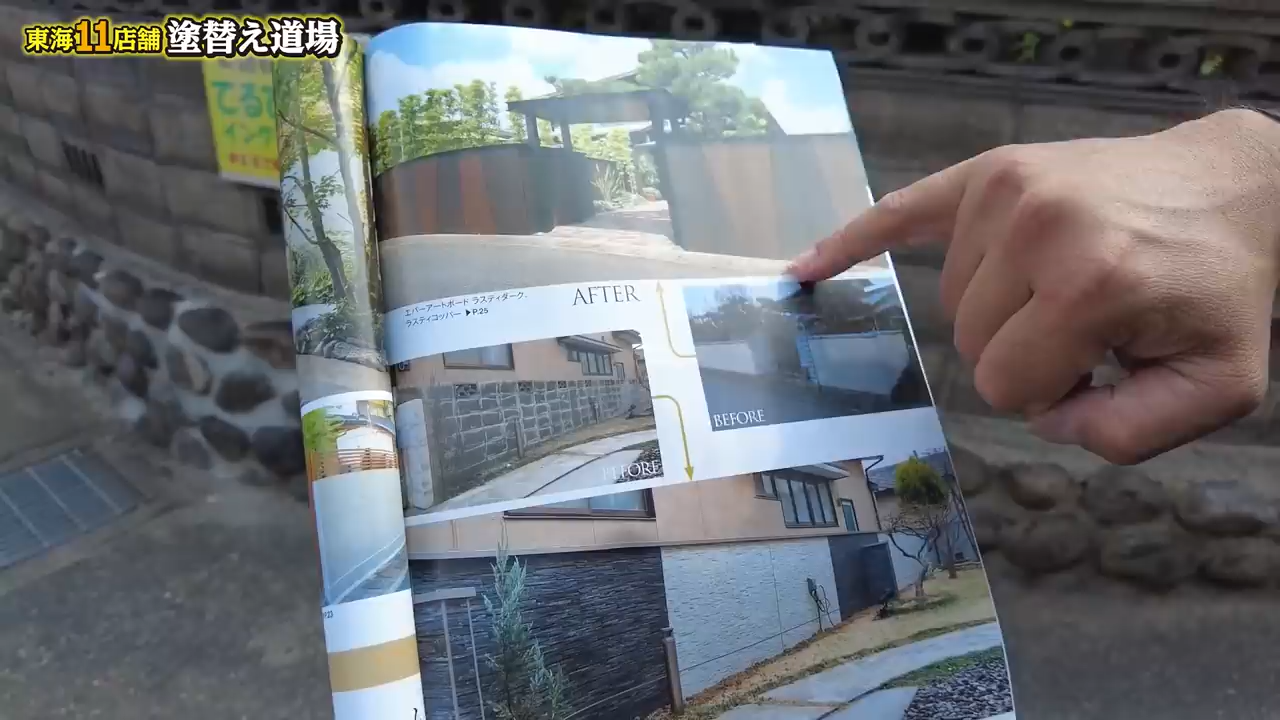 東海11店舗 塗替え道場
てるて
インタ
AFTER
エバーアートボード ラスティダーク、
ラスティコッパー ▶P.25
BEFORE
BEFORE